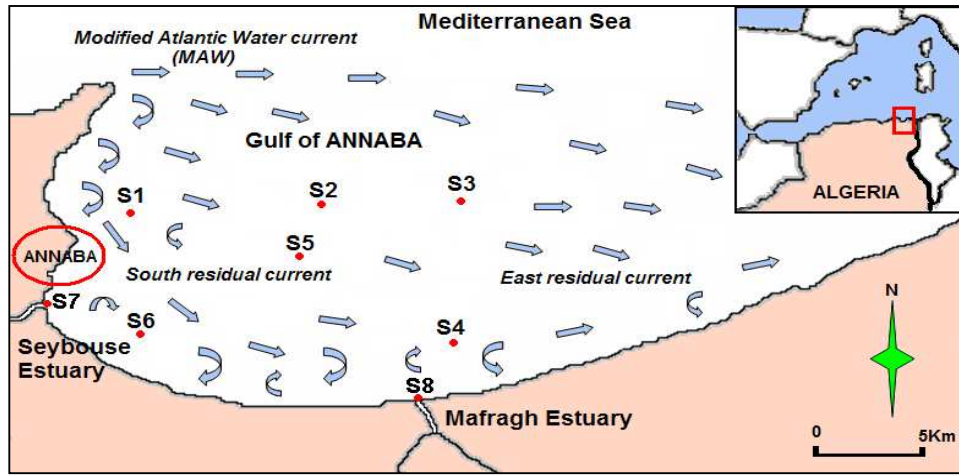 Mediterranean Sea
Modified Atlantic Water current
(MAW)
Gulf of ANNABA
S1
S2
S3
ALGERIA
ANNABA
S5
South residual current
East residual current
S7
S6
S4
N
Seybouse
Estuary
S8
Mafragh Estuary
0
5Km